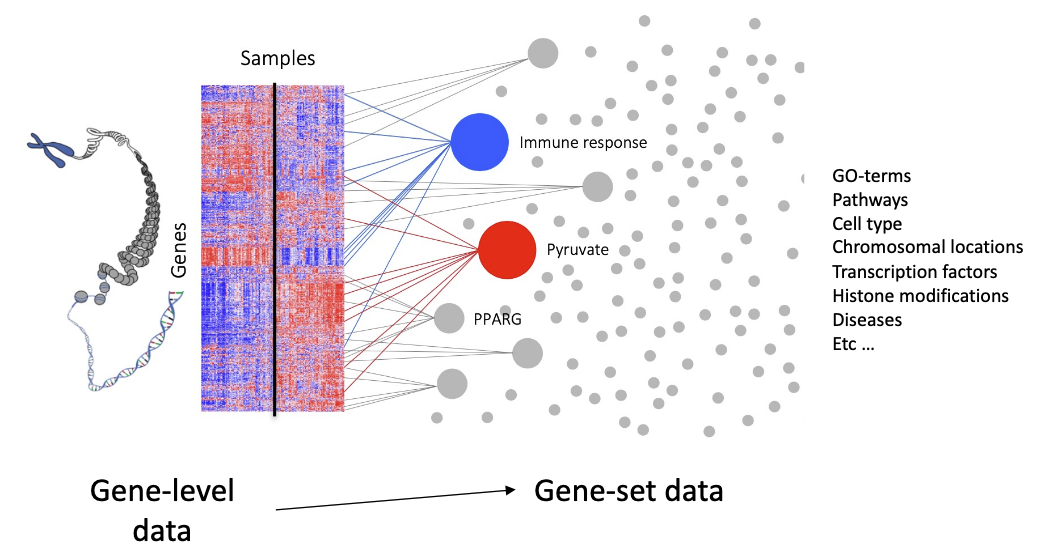 Samples
Genes
Immune response
Pyruvate
PPARG
GO-terms
Pathways
Cell type
Chromosomal locations
Transcription factors
Histone modifications
Diseases
Etc ...
Gene-level
data
Gene-set data